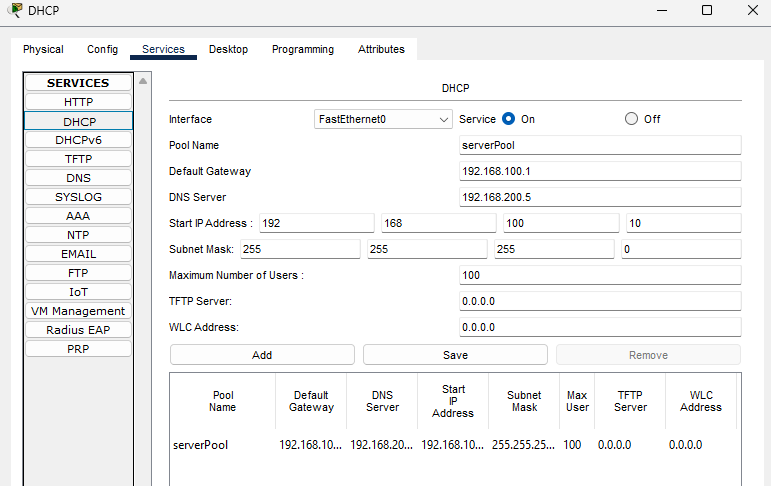 DHCP
Physical Config Services Desktop Programming Attributes
SERVICES
HTTP
DHCP
DHCPv6
TFTP
DNS
SYSLOG
AAA
NTP
EMAIL
FTP
IoT
VM Management
Radius EAP
PRP
DHCP
Interface FastEthernet0 Service On Off
Pool Name serverPool
Default Gateway 192.168.100.1
DNS Server 192.168.200.5
Start IP Address : 192 168 100 10
Subnet Mask: 255 255 255 0
Maximum Number of Users : 100
TFTP Server: 0.0.0.0
WLC Address: 0.0.0.0
Add Save Remove
Pool Name Default Gateway DNS Server Start IP Address Subnet Mask Max User TFTP Server WLC Address
serverPool 192.168.10... 192.168.20... 192.168.10... 255.255.25... 100 0.0.0.0 0.0.0.0